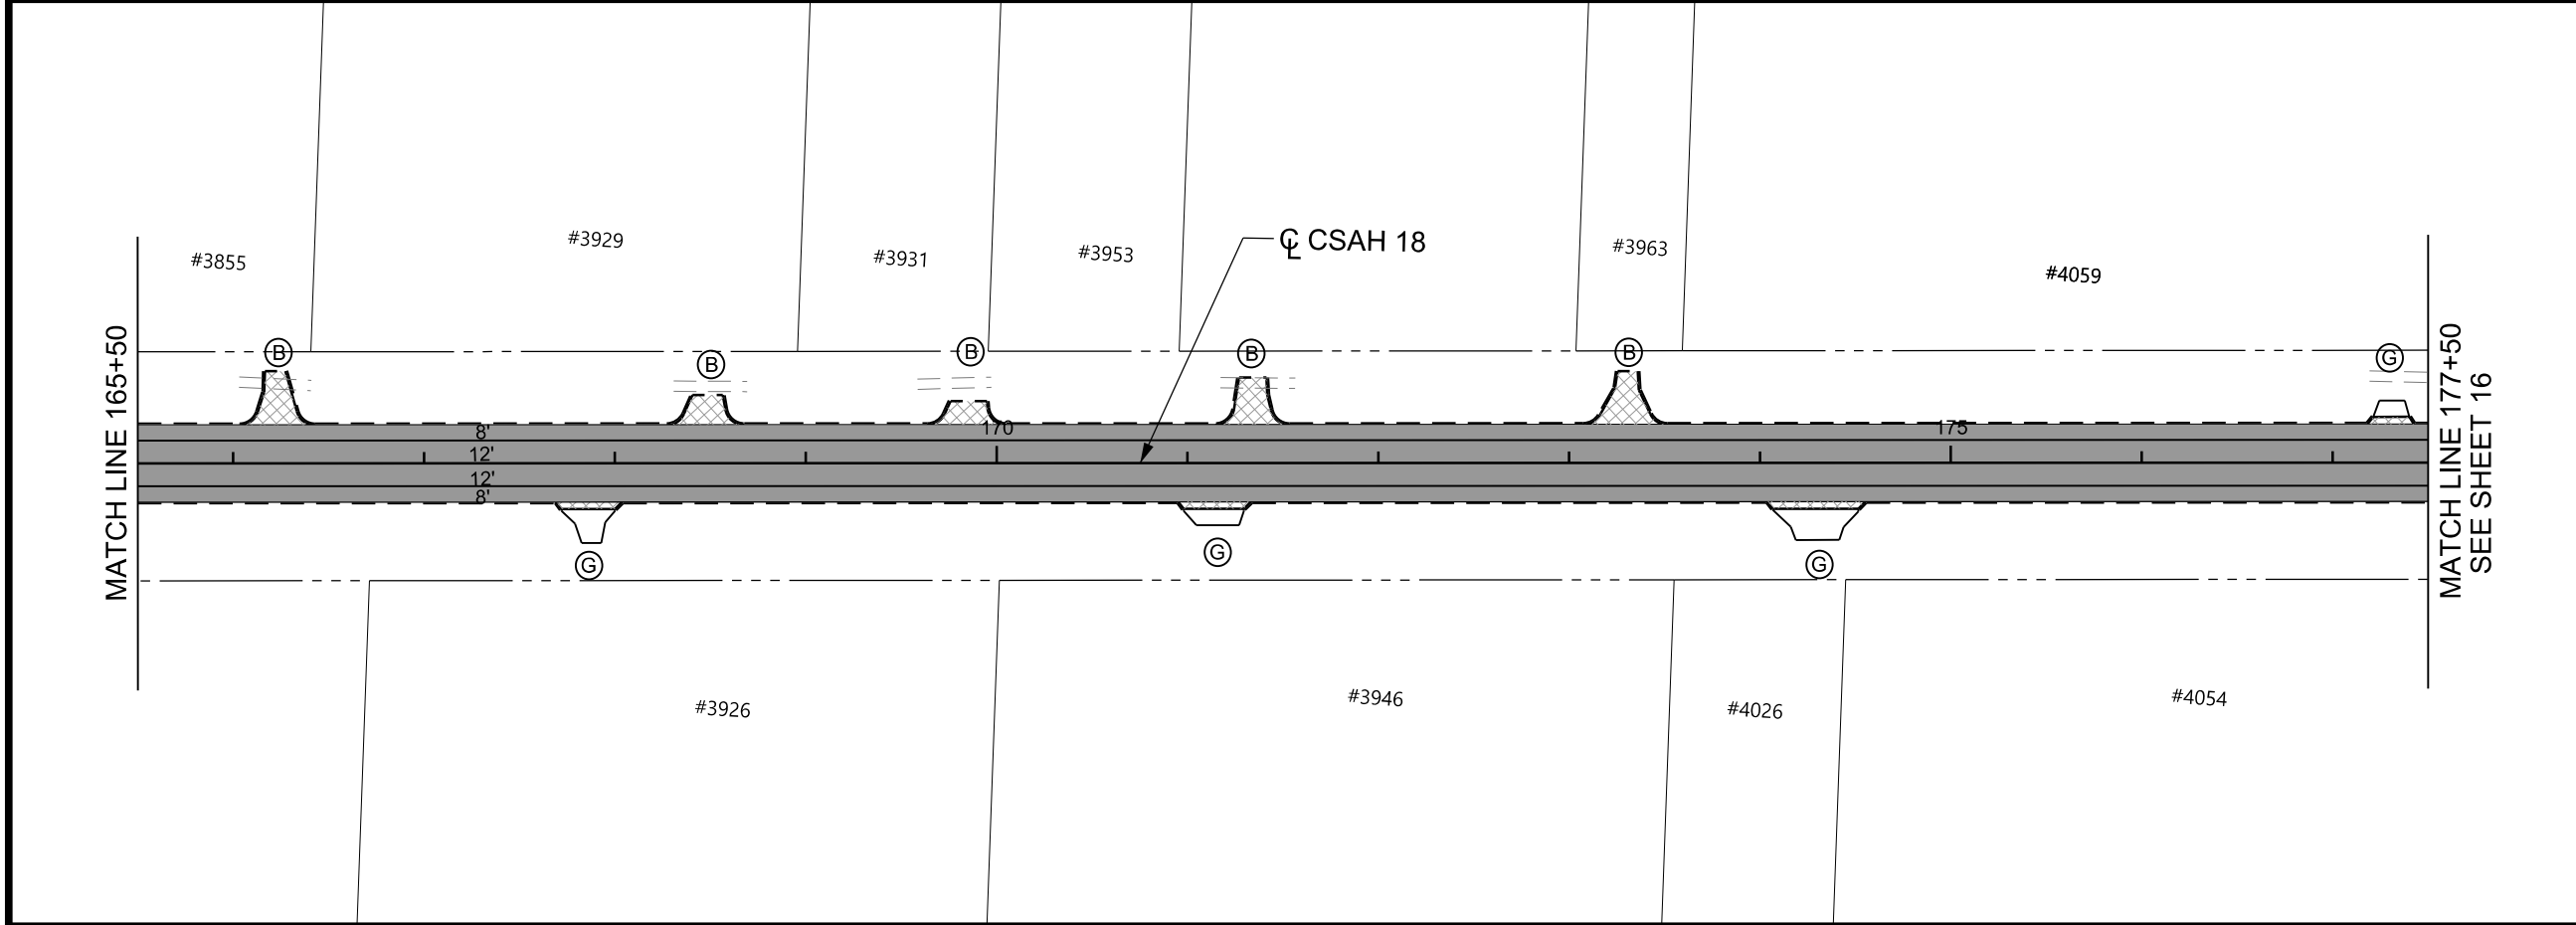 #3855
#3929
#3931
#3953
℄ CSAH 18
#3963
#4059
MATCH LINE 165+50
B
B
B
B
B
G
8'
170
175
12'
12'
8'
MATCH LINE 177+50
SEE SHEET 16
G
G
G
#3926
#3946
#4026
#4054